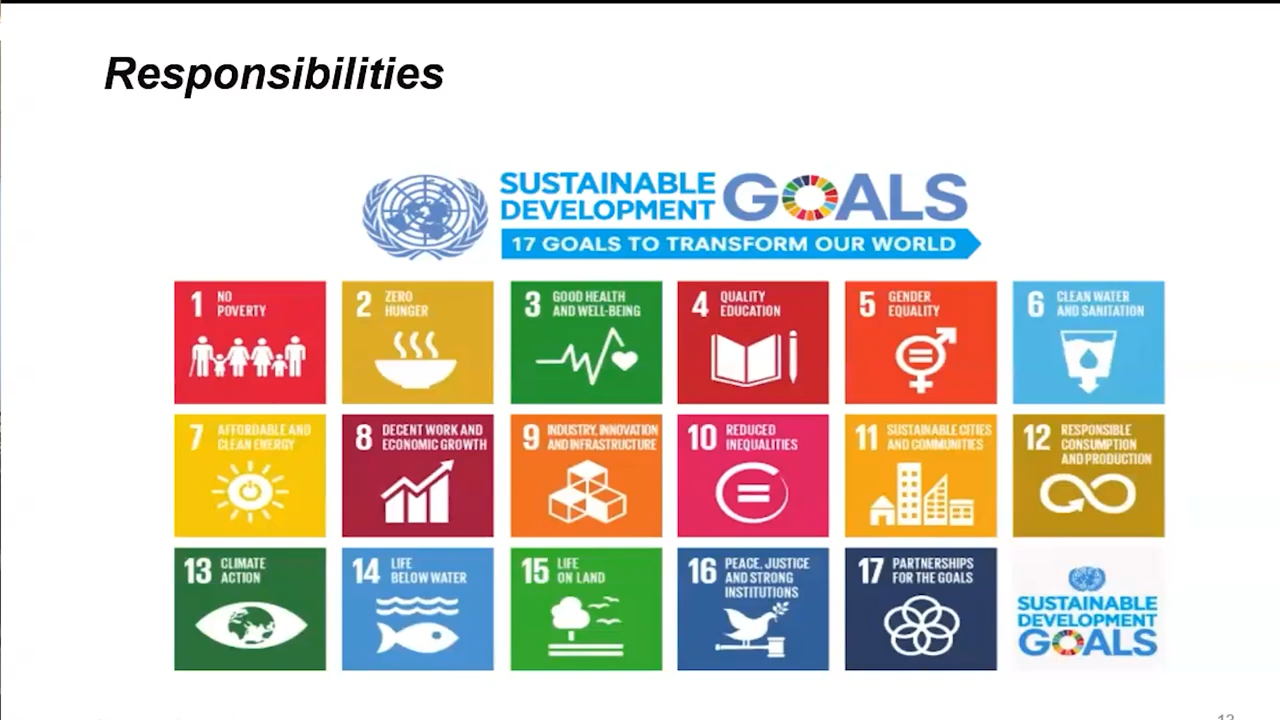 Responsibilities
SUSTAINABLE
DEVELOPMENT
GOALS
17 GOALS TO TRANSFORM OUR WORLD
1 NO
POVERTY
2 ZERO
HUNGER
3 GOOD HEALTH
AND WELL-BEING
4 QUALITY
EDUCATION
5 GENDER
EQUALITY
6 CLEAN WATER
AND SANITATION
7 AFFORDABLE AND
CLEAN ENERGY
8 DECENT WORK AND
ECONOMIC GROWTH
9 INDUSTRY, INNOVATION
AND INFRASTRUCTURE
10 REDUCED
INEQUALITIES
11 SUSTAINABLE CITIES
AND COMMUNITIES
12 RESPONSIBLE
CONSUMPTION
AND PRODUCTION
13 CLIMATE
ACTION
14 LIFE
BELOW WATER
15 LIFE
ON LAND
16 PEACE, JUSTICE
AND STRONG
INSTITUTIONS
17 PARTNERSHIPS
FOR THE GOALS
SUSTAINABLE
DEVELOPMENT
GOALS